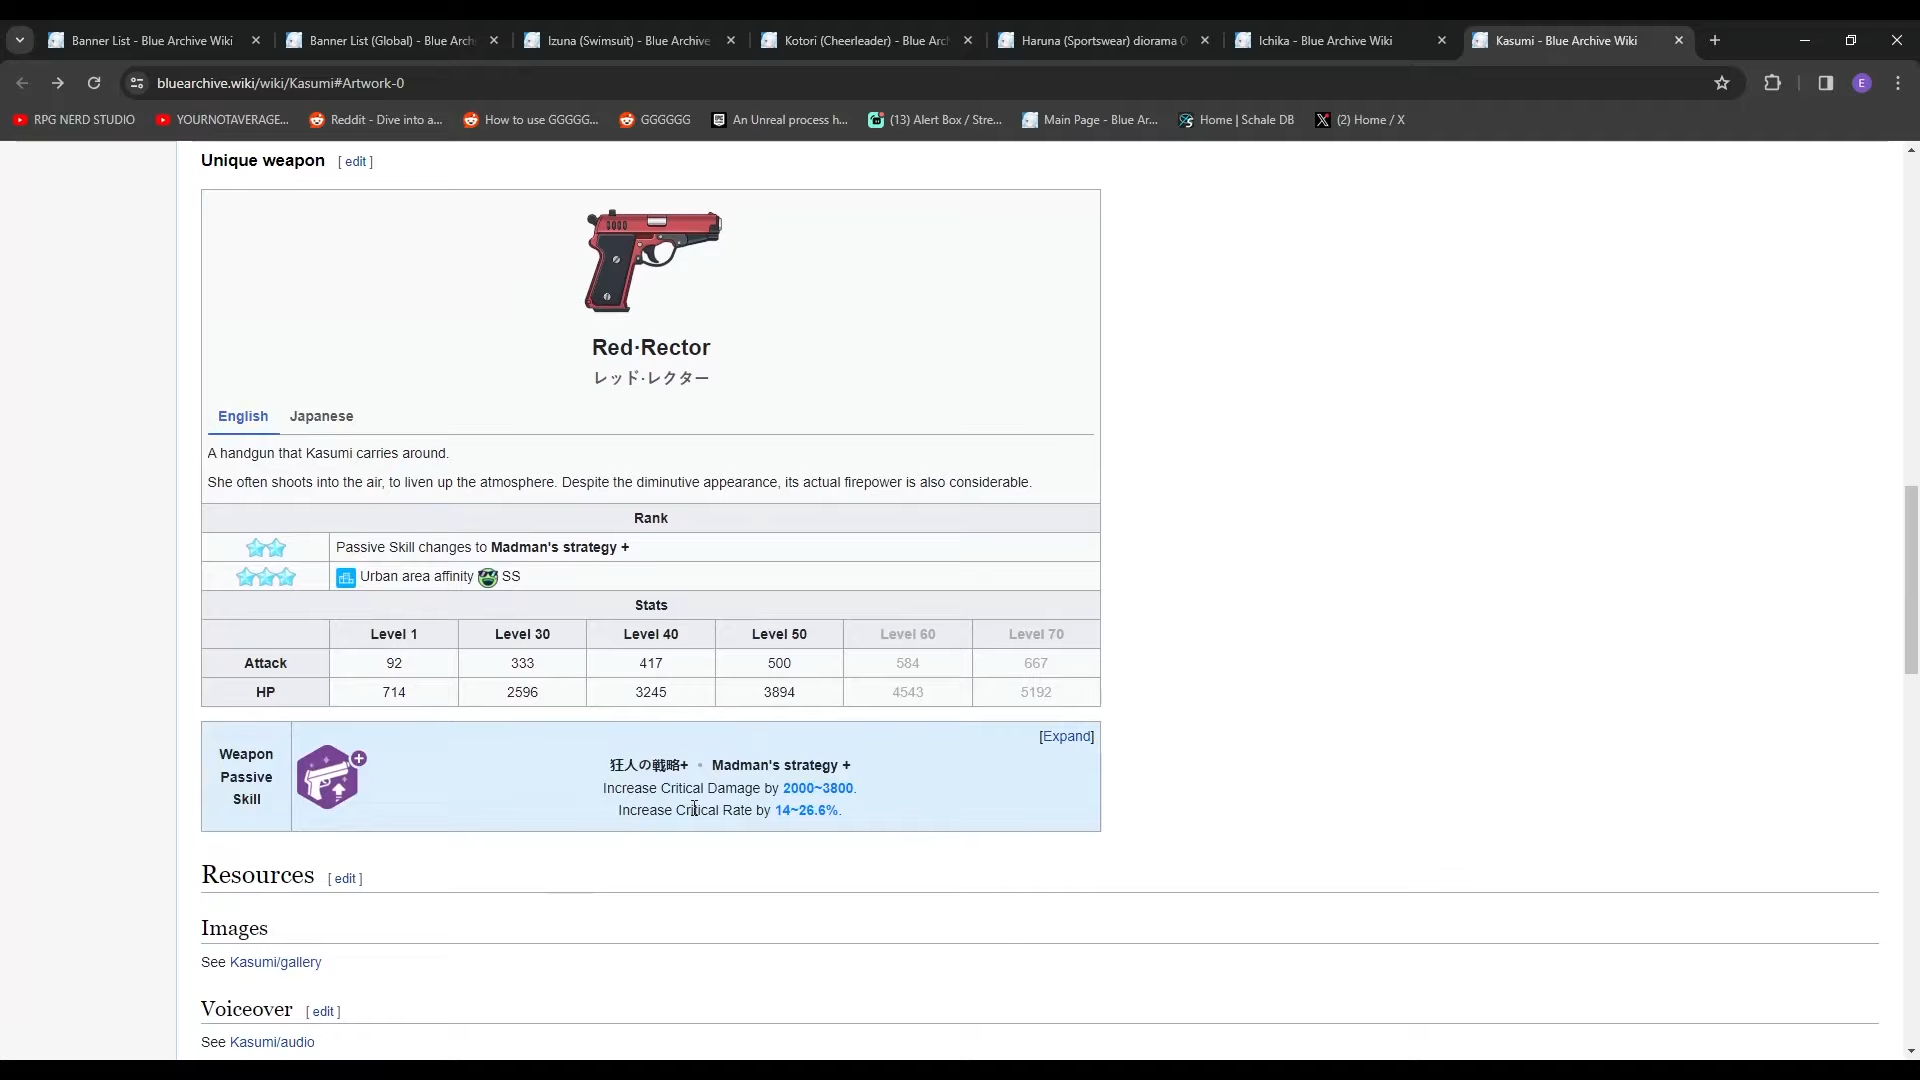 Banner List - Blue Archive Wiki
Banner List (Global) - Blue Arch
Izuna (Swimsuit) - Blue Archive
Kotori (Cheerleader) - Blue Arc
Haruna (Sportswear) diorama 0
Ichika - Blue Archive Wiki
Kasumi - Blue Archive Wiki
bluearchive.wiki/wiki/Kasumi#Artwork-0
E
RPG NERD STUDIO
YOURNOTAVERAGE...
Reddit - Dive into a...
How to use GGGGG...
GGGGGG
An Unreal process h...
(13) Alert Box / Stre...
Main Page - Blue Ar...
Home | Schale DB
(2) Home / X
Unique weapon [ edit ]
Red·Rector
レッド·レクター
English Japanese
A handgun that Kasumi carries around.
She often shoots into the air, to liven up the atmosphere. Despite the diminutive appearance, its actual firepower is also considerable.
Rank
Passive Skill changes to Madman's strategy +
Urban area affinity SS
Stats
Level 1 Level 30 Level 40 Level 50 Level 60 Level 70
Attack 92 333 417 500 584 667
HP 714 2596 3245 3894 4543 5192
[Expand]
Weapon
Passive
Skill
狂人の戦略+ • Madman's strategy +
Increase Critical Damage by 2000~3800.
Increase Critical Rate by 14~26.6%.
Resources [ edit ]
Images
See Kasumi/gallery
Voiceover [ edit ]
See Kasumi/audio